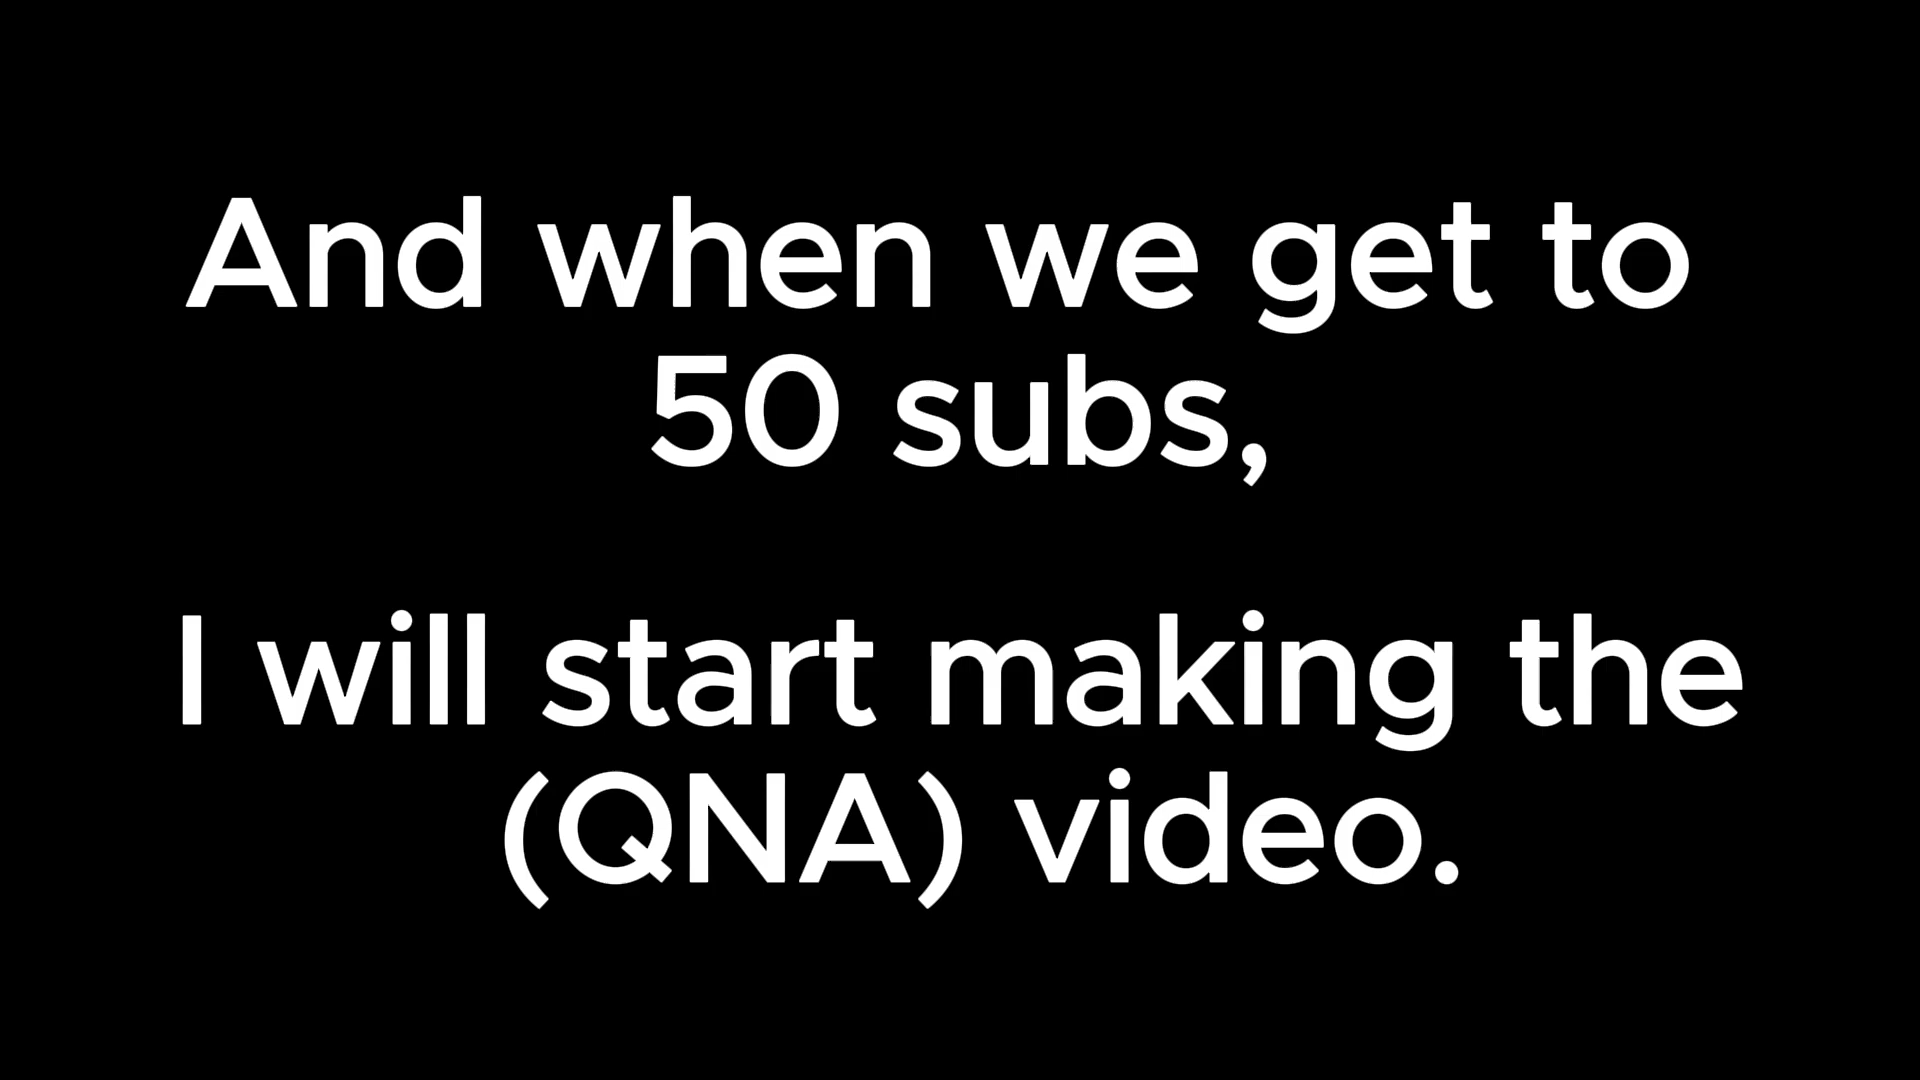 And when we get to
50 subs,
I will start making the
(QNA) video.